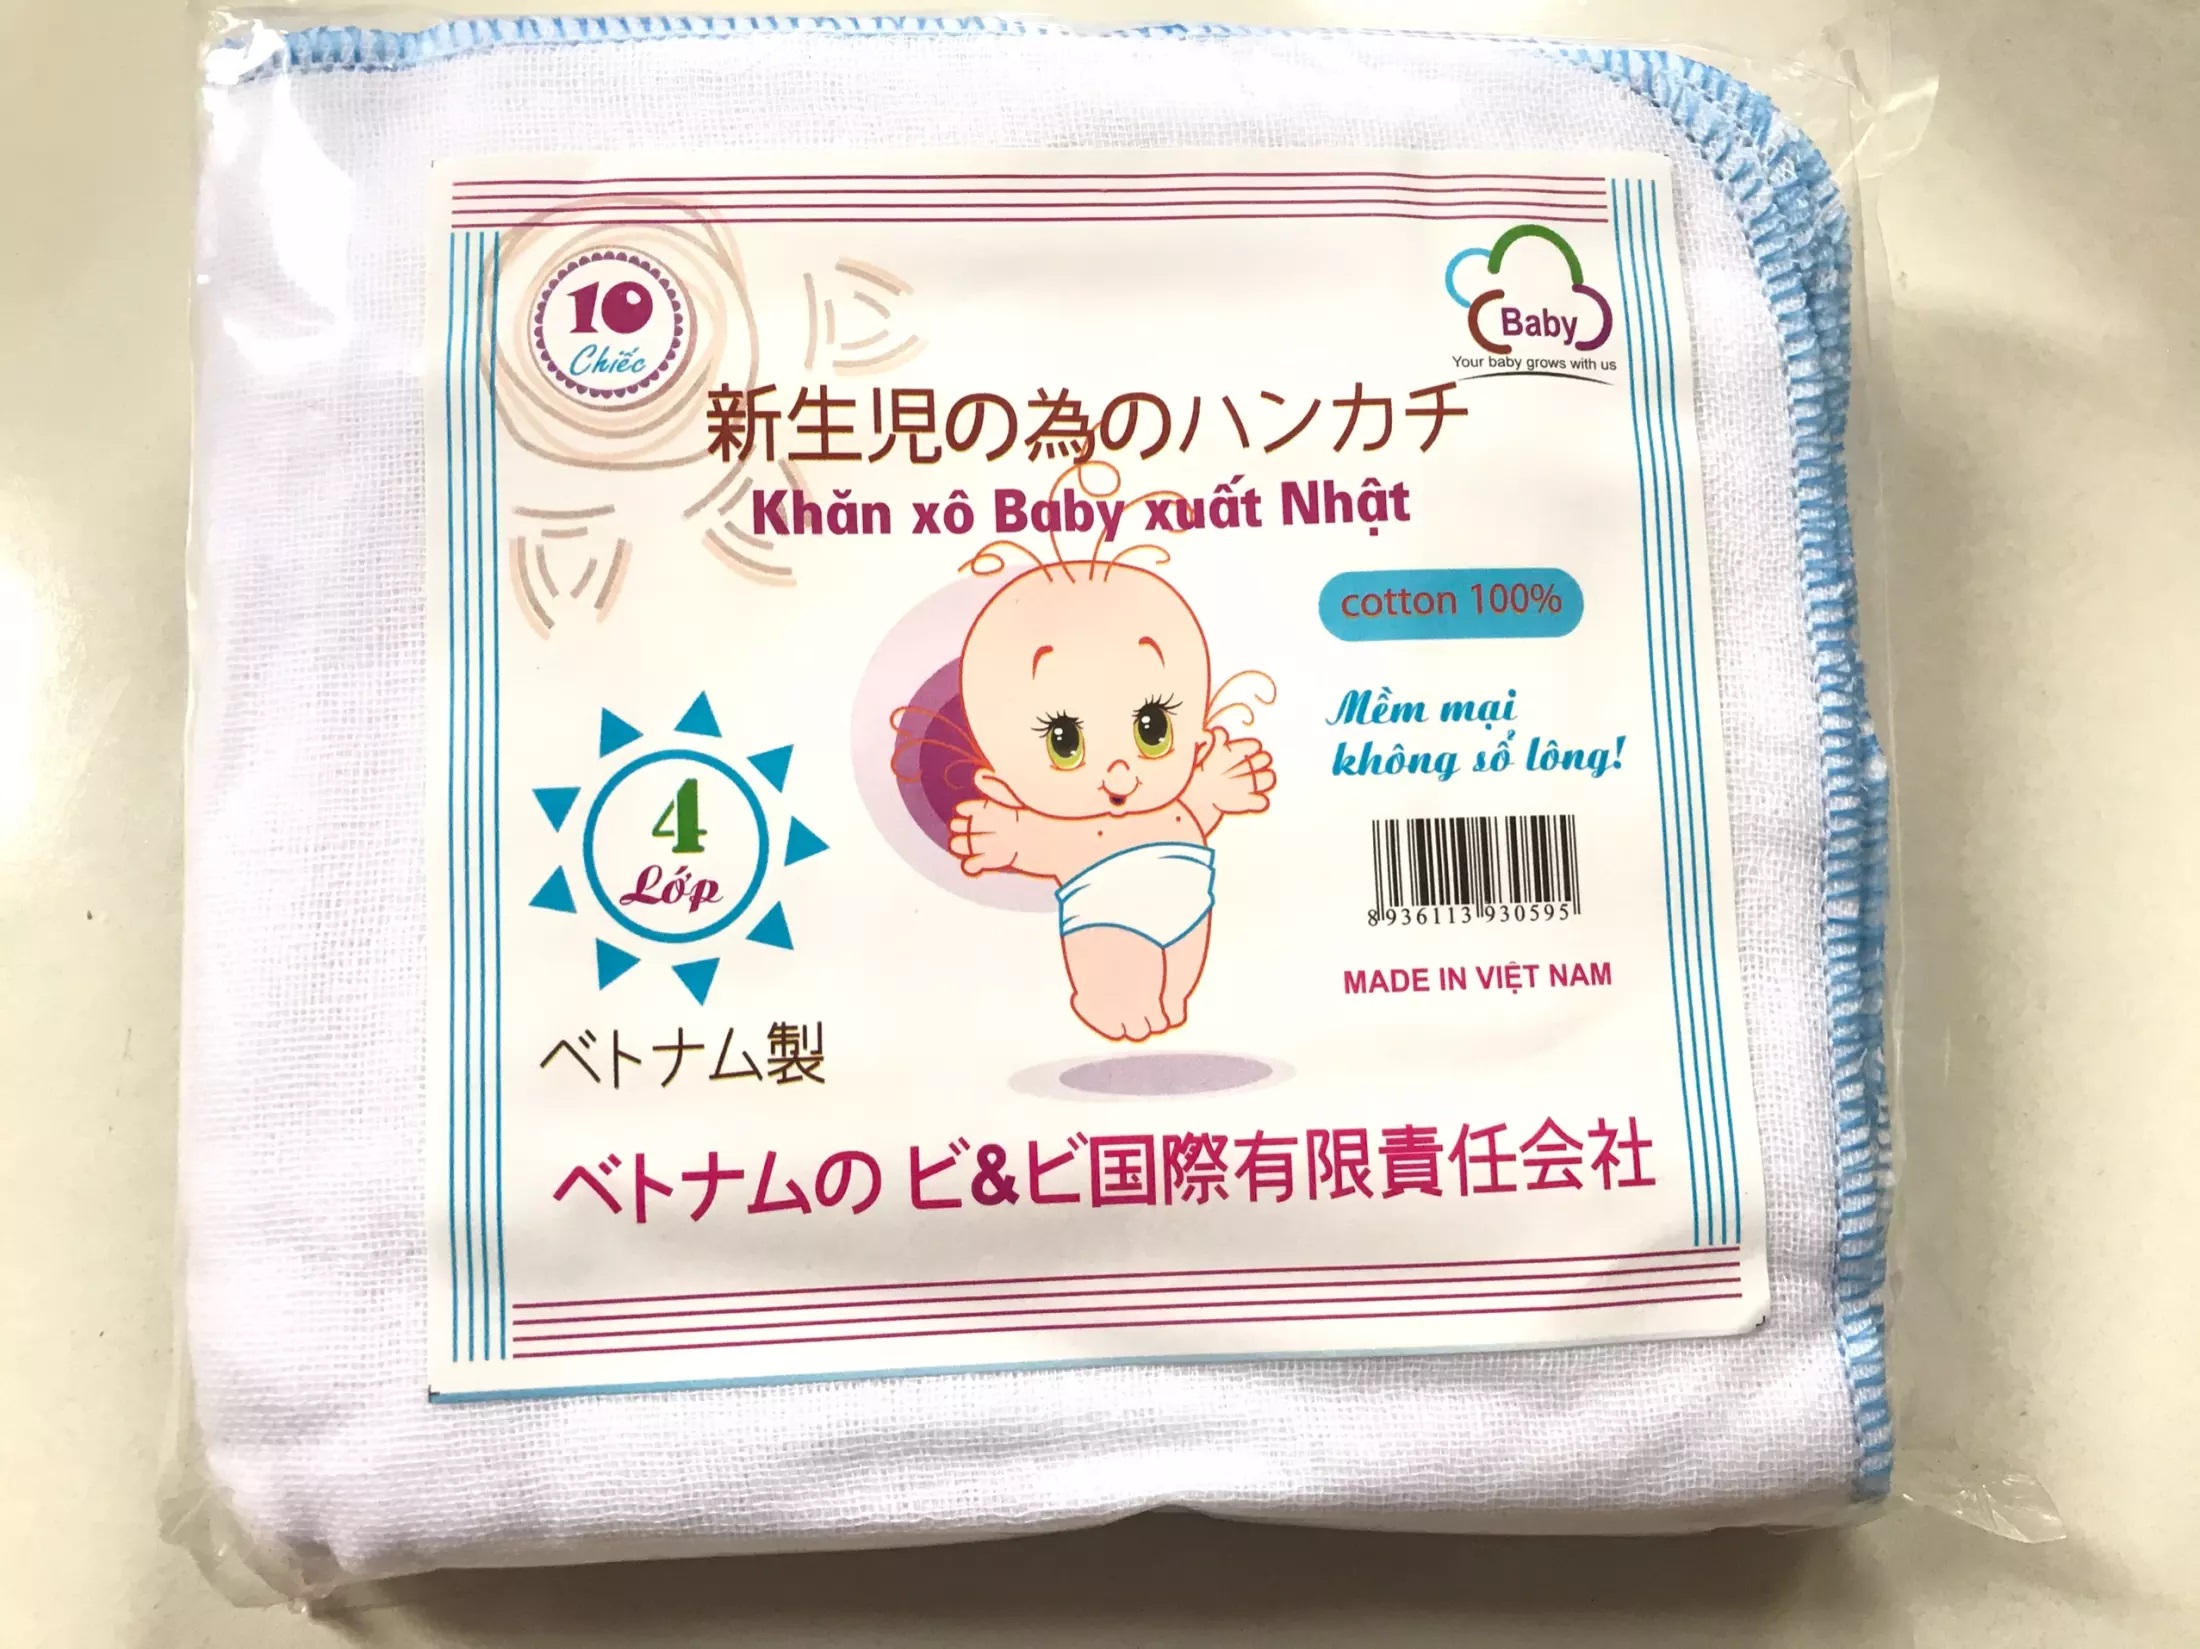 10
Chiếc
Baby
Your baby grows with us
新生児の為のハンカチ
Khăn xô Baby xuất Nhật
cotton 100%
Mềm mại
không sổ lông!
4
Lớp
8936113930595
MADE IN VIỆT NAM
ベトナム製
ベトナムの ビ&ビ国際有限責任会社